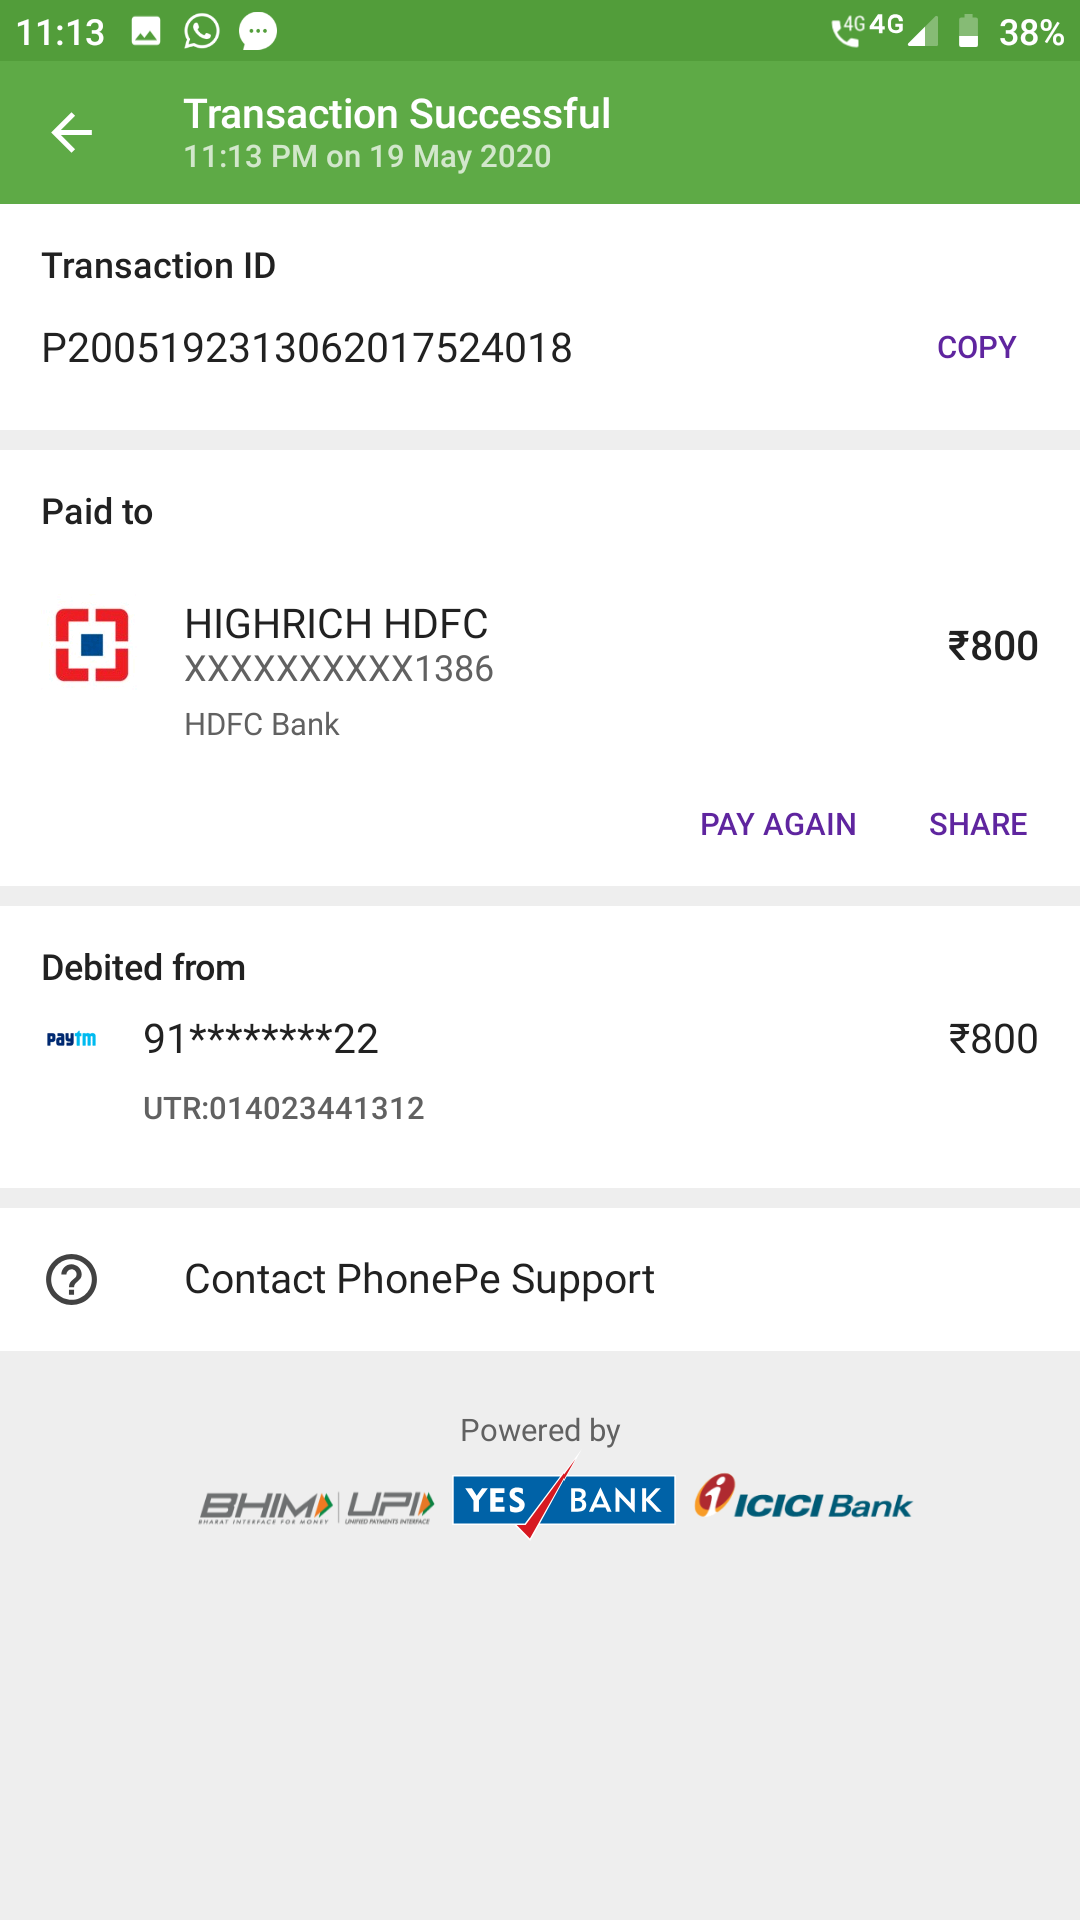 11:13 4G 4G 38%
Transaction Successful
11:13 PM on 19 May 2020
Transaction ID
P2005192313062017524018 COPY
Paid to
HIGHRICH HDFC
XXXXXXXXXX1386 ₹800
HDFC Bank
PAY AGAIN SHARE
Debited from
paytm 91********22 ₹800
UTR:014023441312
Contact PhonePe Support
Powered by
BHIM UPI YES BANK ICICI Bank
BHARAT INTERFACE FOR MONEY UNIFIED PAYMENTS INTERFACE